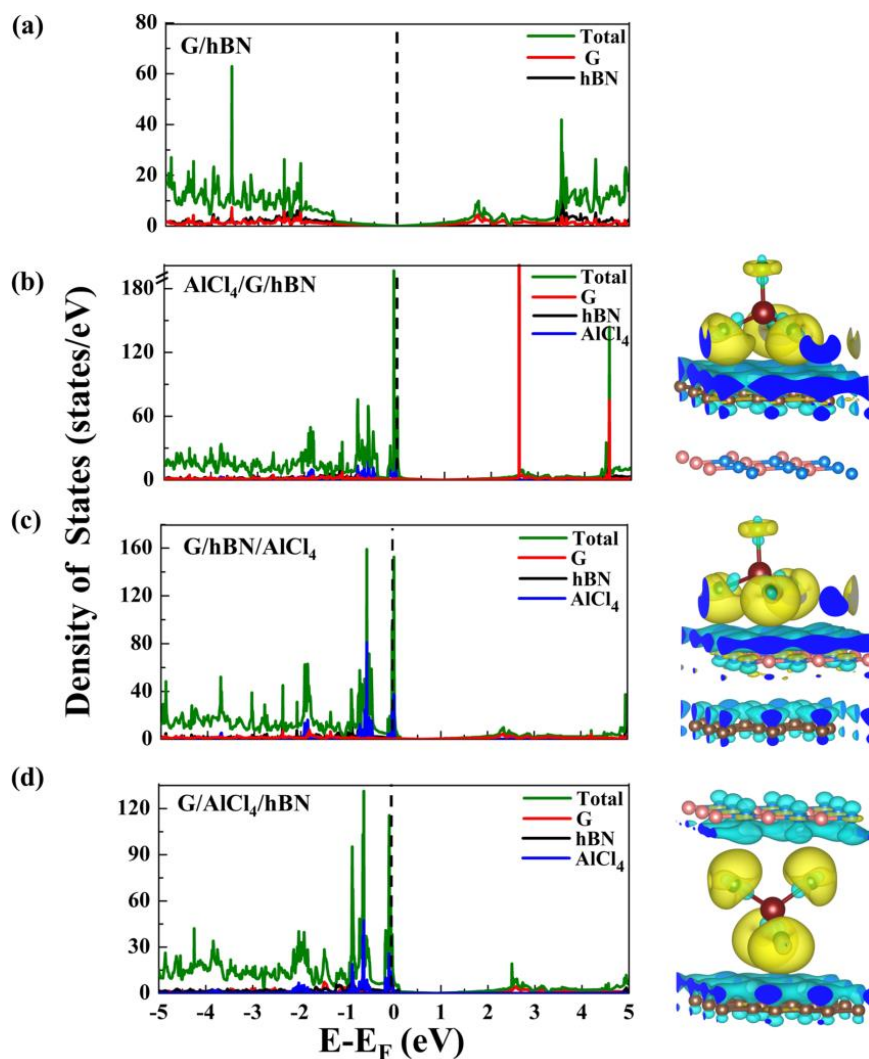 (a)
G/hBN
Total
G
hBN
80
60
40
20
0
(b)
AlCl₄/G/hBN
Total
G
hBN
AlCl₄
180
120
60
0
(c)
G/hBN/AlCl₄
Total
G
hBN
AlCl₄
160
120
80
40
0
(d)
G/AlCl₄/hBN
Total
G
hBN
AlCl₄
120
90
60
30
0
-5 -4 -3 -2 -1 0 1 2 3 4 5
E-E_F (eV)
Density of States (states/eV)